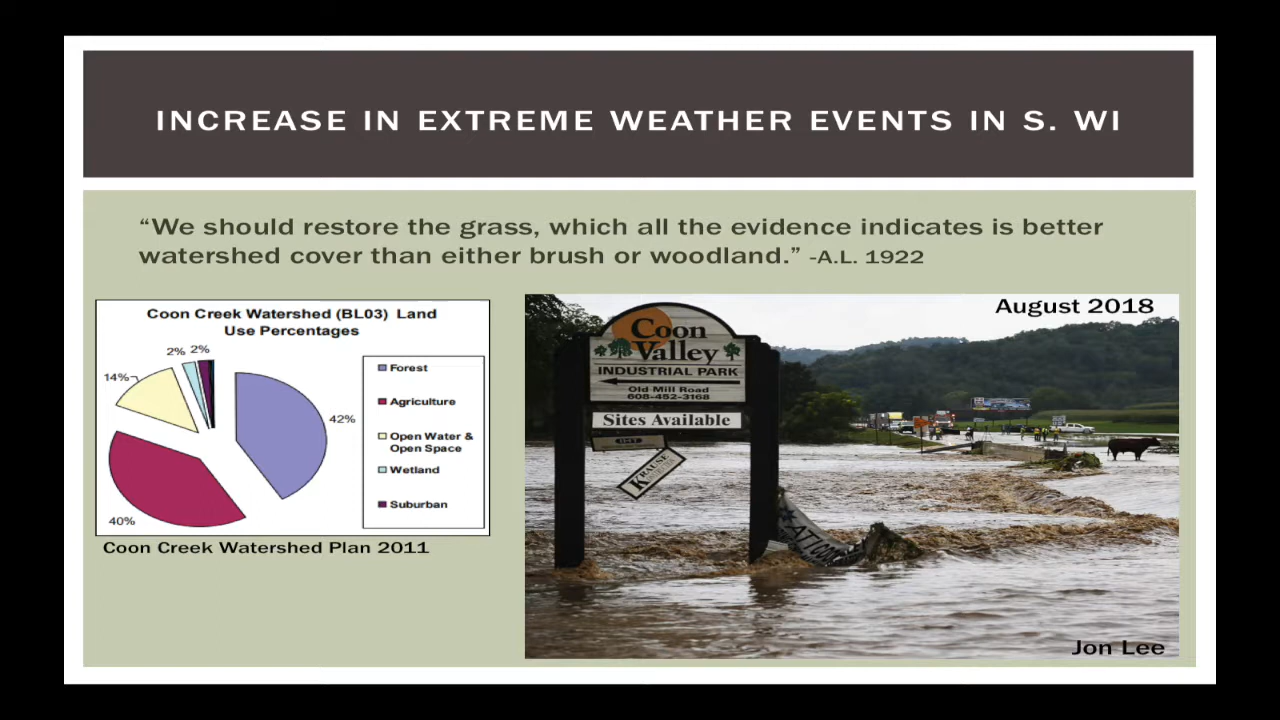 INCREASE IN EXTREME WEATHER EVENTS IN S. WI
“We should restore the grass, which all the evidence indicates is better
watershed cover than either brush or woodland.” -A.L. 1922
Coon Creek Watershed (BL03) Land
Use Percentages
2% 2%
14%
42%
40%
Forest
Agriculture
Open Water &
Open Space
Wetland
Suburban
Coon Creek Watershed Plan 2011
August 2018
Coon
Valley
INDUSTRIAL PARK
Old Mill Road
608-452-3168
Sites Available
KRAUSE
Jon Lee